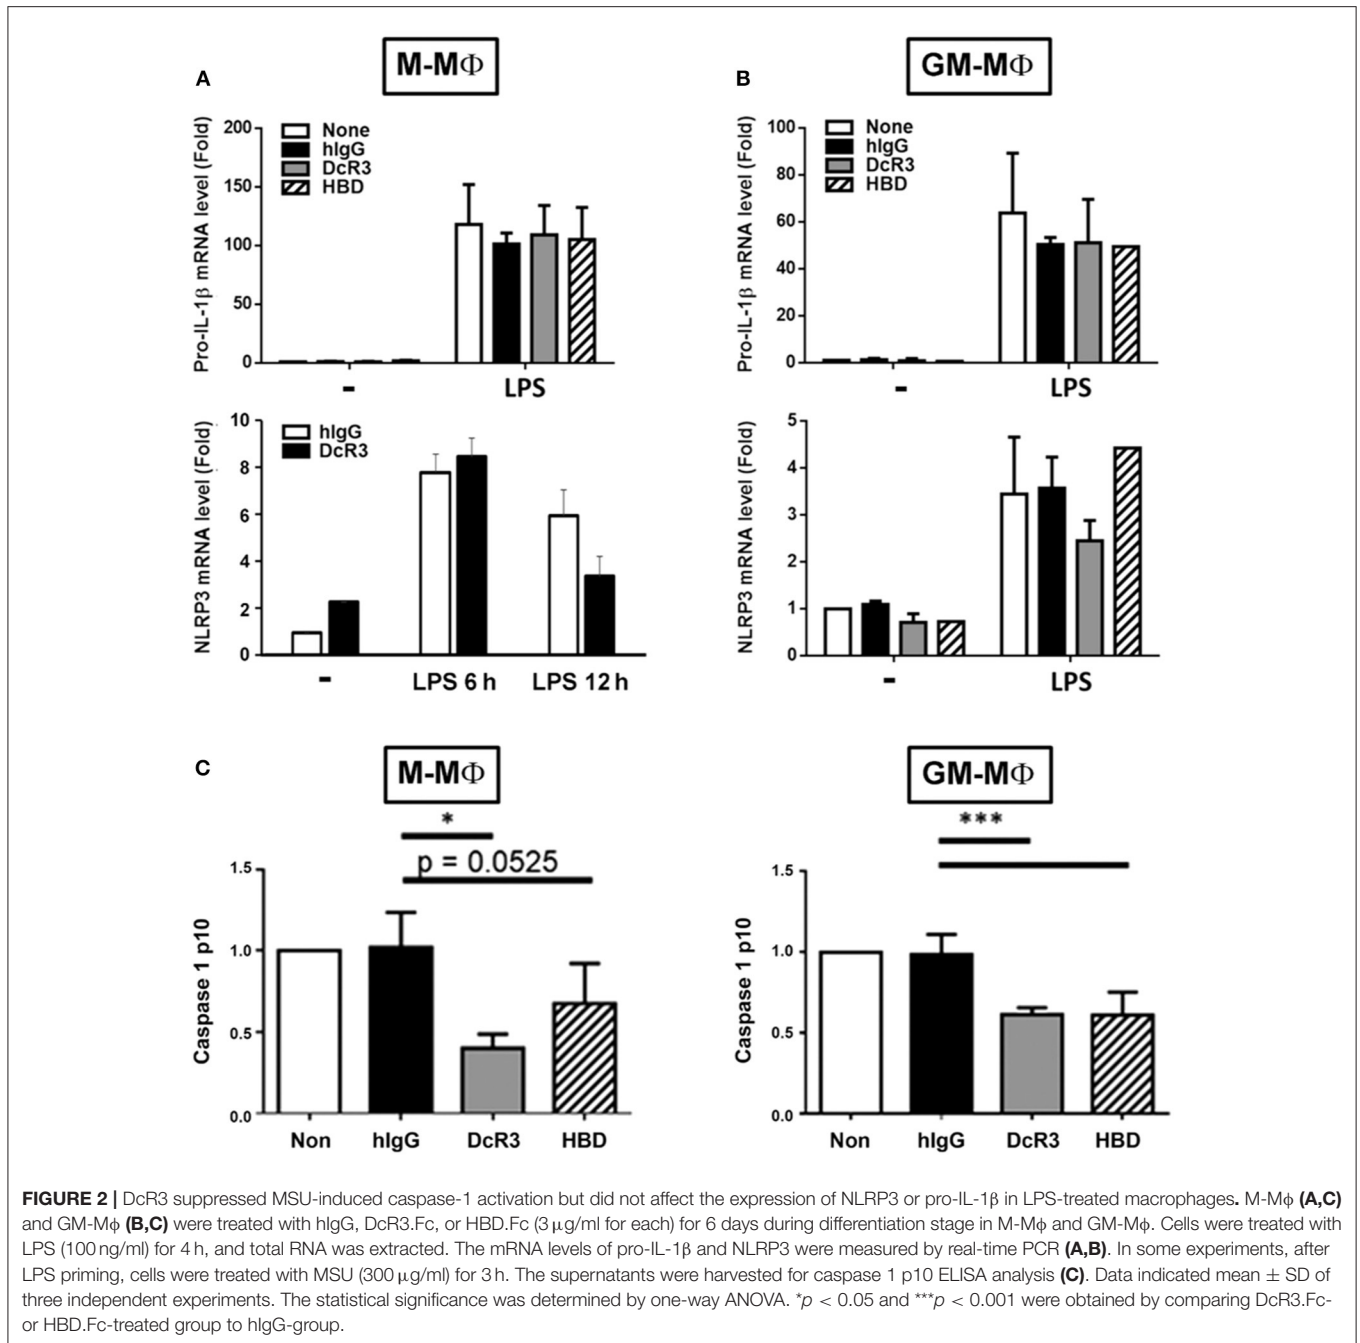 A
M-MΦ
Pro-IL-1β mRNA level (Fold)
200
150
100
50
0
None
hIgG
DcR3
HBD
-
LPS
NLRP3 mRNA level (Fold)
10
8
6
4
2
0
hIgG
DcR3
-
LPS 6 h
LPS 12 h
B
GM-MΦ
Pro-IL-1β mRNA level (Fold)
100
80
60
40
20
0
None
hIgG
DcR3
HBD
-
LPS
NLRP3 mRNA level (Fold)
5
4
3
2
1
0
-
LPS
C
M-MΦ
*
p = 0.0525
Caspase 1 p10
1.5
1.0
0.5
0.0
Non
hIgG
DcR3
HBD
GM-MΦ
***
Caspase 1 p10
1.5
1.0
0.5
0.0
Non
hIgG
DcR3
HBD
FIGURE 2 | DcR3 suppressed MSU-induced caspase-1 activation but did not affect the expression of NLRP3 or pro-IL-1β in LPS-treated macrophages. M-Mϕ (A,C)
and GM-Mϕ (B,C) were treated with hIgG, DcR3.Fc, or HBD.Fc (3 μg/ml for each) for 6 days during differentiation stage in M-Mϕ and GM-Mϕ. Cells were treated with
LPS (100 ng/ml) for 4 h, and total RNA was extracted. The mRNA levels of pro-IL-1β and NLRP3 were measured by real-time PCR (A,B). In some experiments, after
LPS priming, cells were treated with MSU (300 μg/ml) for 3 h. The supernatants were harvested for caspase 1 p10 ELISA analysis (C). Data indicated mean ± SD of
three independent experiments. The statistical significance was determined by one-way ANOVA. *p < 0.05 and ***p < 0.001 were obtained by comparing DcR3.Fc-
or HBD.Fc-treated group to hIgG-group.